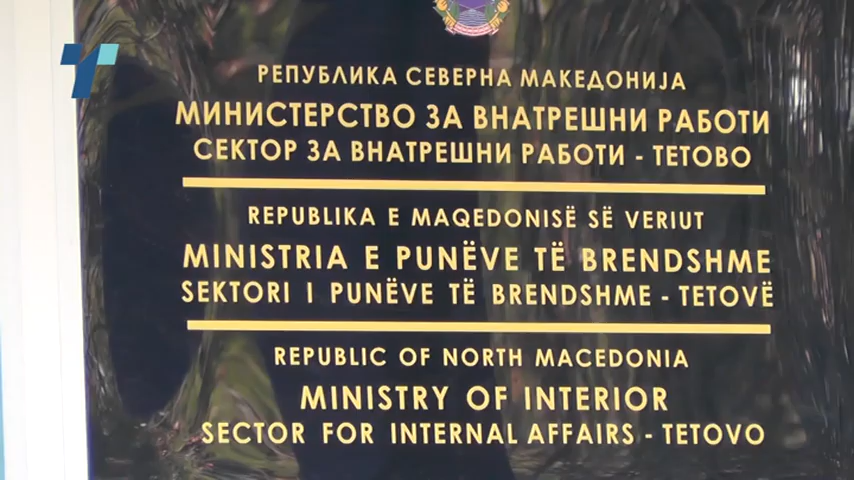 РЕПУБЛИКА СЕВЕРНА МАКЕДОНИЈА
МИНИСТЕРСТВО ЗА ВНАТРЕШНИ РАБОТИ
СЕКТОР ЗА ВНАТРЕШНИ РАБОТИ - ТЕТОВО
REPUBLIKA E MAQEDONISË SË VERIUT
MINISTRIA E PUNËVE TË BRENDSHME
SEKTORI I PUNËVE TË BRENDSHME - TETOVË
REPUBLIC OF NORTH MACEDONIA
MINISTRY OF INTERIOR
SECTOR FOR INTERNAL AFFAIRS - TETOVO